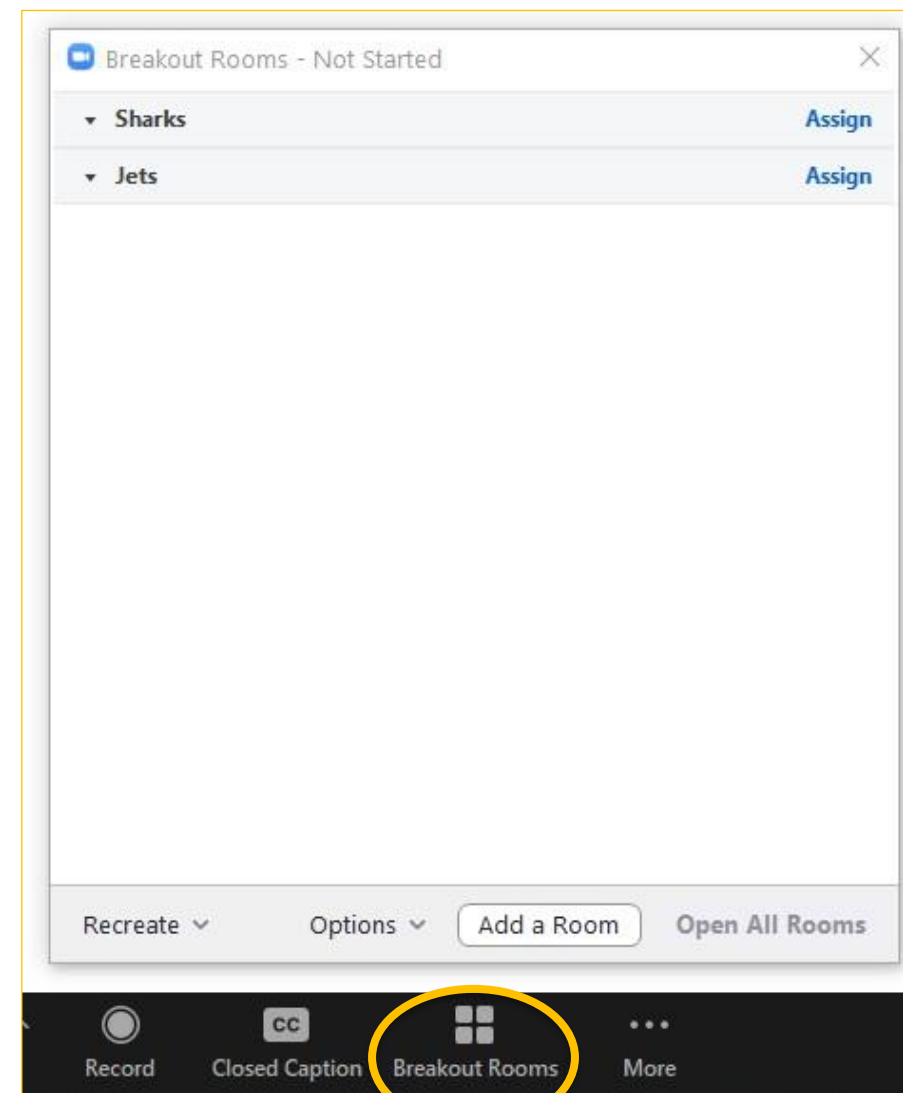 Breakout Rooms - Not Started
Sharks Assign
Jets Assign
Recreate Options Add a Room Open All Rooms
CC
Record Closed Caption Breakout Rooms More